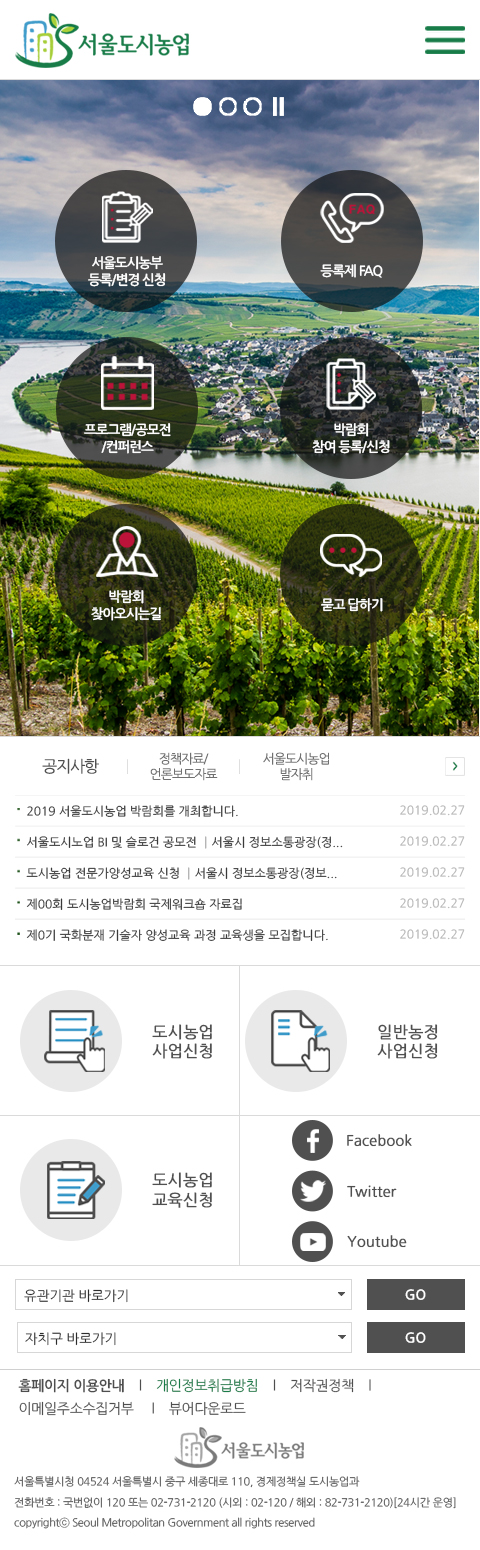 서울도시농업
서울도시농부
등록/변경 신청
FAQ
등록제 FAQ
프로그램/공모전
/컨퍼런스
박람회
참여 등록/신청
박람회
찾아오시는길
묻고 답하기
공지사항
정책자료/
언론보도자료
서울도시농업
발자취
2019 서울도시농업 박람회를 개최합니다. 2019.02.27
서울도시노업 BI 및 슬로건 공모전 ｜서울시 정보소통광장(정... 2019.02.27
도시농업 전문가양성교육 신청 ｜서울시 정보소통광장(정보... 2019.02.27
제00회 도시농업박람회 국제워크숍 자료집 2019.02.27
제0기 국화분재 기술자 양성교육 과정 교육생을 모집합니다. 2019.02.27
도시농업
사업신청
일반농정
사업신청
도시농업
교육신청
Facebook
Twitter
Youtube
유관기관 바로가기 GO
자치구 바로가기 GO
홈페이지 이용안내 | 개인정보취급방침 | 저작권정책 |
이메일주소수집거부 | 뷰어다운로드
서울도시농업
서울특별시청 04524 서울특별시 중구 세종대로 110, 경제정책실 도시농업과
전화번호 : 국번없이 120 또는 02-731-2120 (시외 : 02-120 / 해외 : 82-731-2120)[24시간 운영]
copyrightⓒ Seoul Metropolitan Government all rights reserved